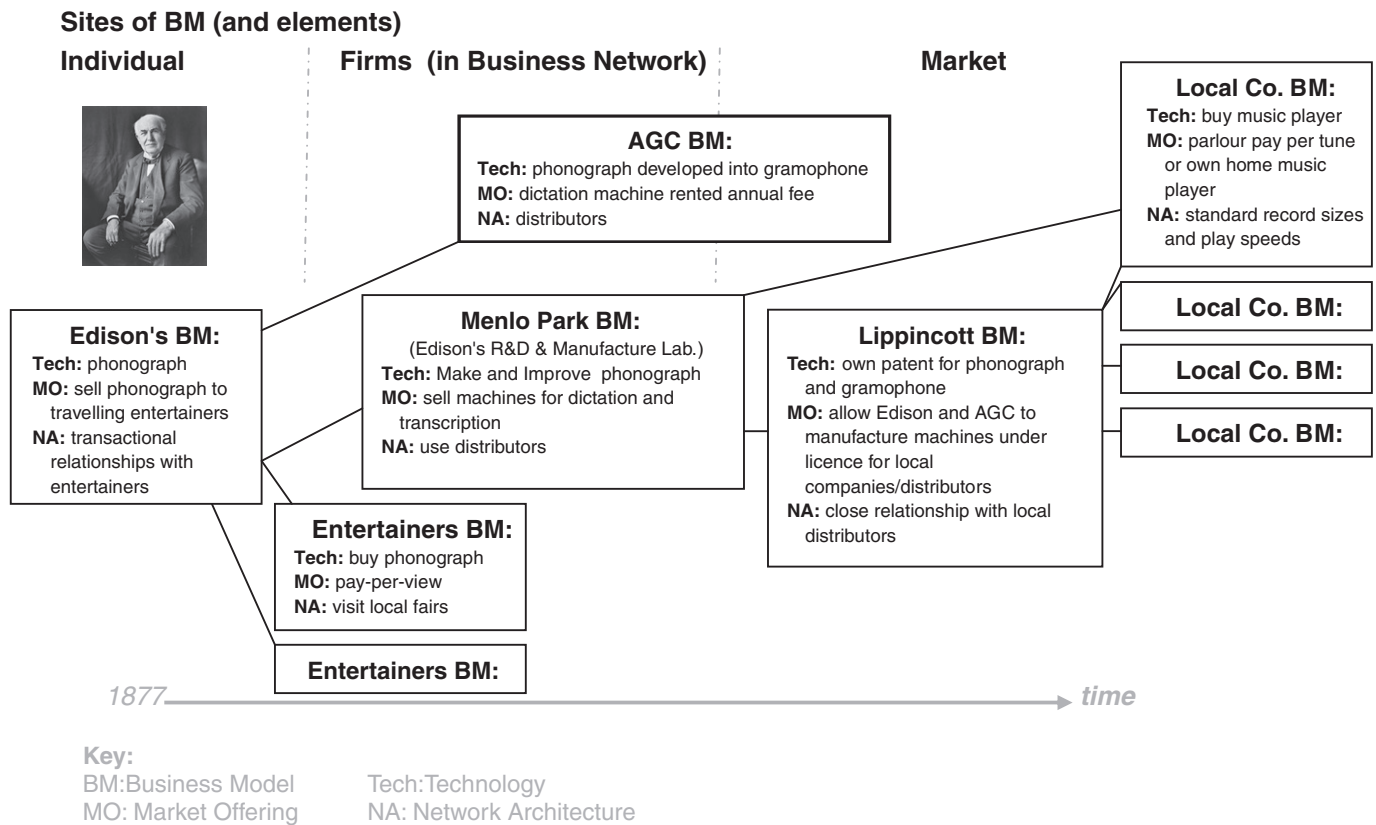 Sites of BM (and elements)
Individual
Firms (in Business Network)
Market
AGC BM:
Tech: phonograph developed into gramophone
MO: dictation machine rented annual fee
NA: distributors
Local Co. BM:
Tech: buy music player
MO: parlour pay per tune
or own home music
player
NA: standard record sizes
and play speeds
Edison's BM:
Tech: phonograph
MO: sell phonograph to
travelling entertainers
NA: transactional
relationships with
entertainers
Menlo Park BM:
(Edison's R&D & Manufacture Lab.)
Tech: Make and Improve phonograph
MO: sell machines for dictation and
transcription
NA: use distributors
Lippincott BM:
Tech: own patent for phonograph
and gramophone
MO: allow Edison and AGC to
manufacture machines under
licence for local
companies/distributors
NA: close relationship with local
distributors
Local Co. BM:
Local Co. BM:
Local Co. BM:
Entertainers BM:
Tech: buy phonograph
MO: pay-per-view
NA: visit local fairs
Entertainers BM:
1877
time
Key:
BM:Business Model
Tech:Technology
MO: Market Offering
NA: Network Architecture